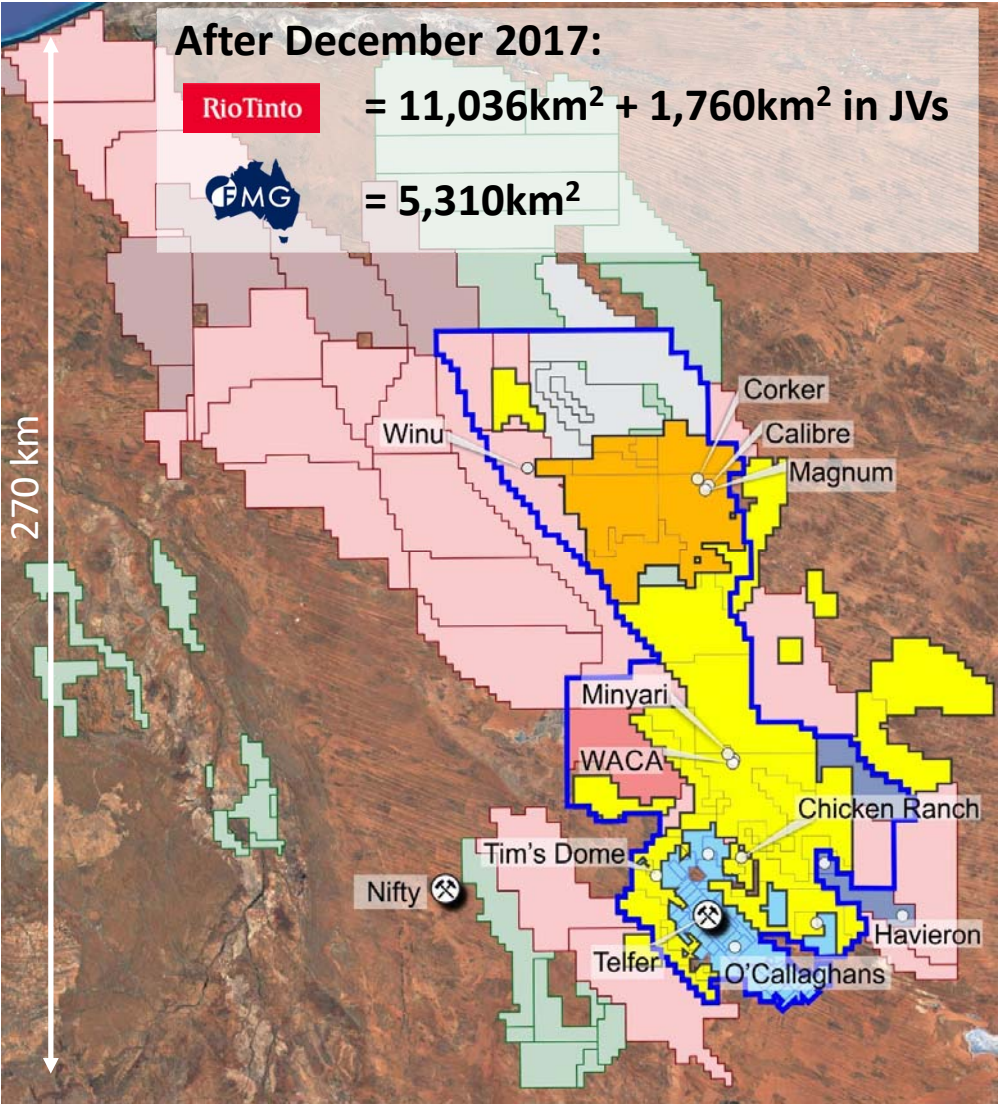 After December 2017:
RioTinto = 11,036km² + 1,760km² in JVs
FMG = 5,310km²
270 km
Corker
Calibre
Winu
Magnum
Minyari
WACA
Chicken Ranch
Tim's Dome
Nifty
Havieron
Telfer
O'Callaghans